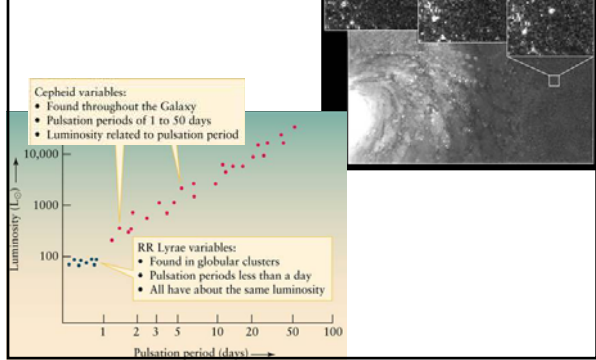 Cepheid variables:
• Found throughout the Galaxy
• Pulsation periods of 1 to 50 days
• Luminosity related to pulsation period
10,000
1000
100
Luminosity (L⊙) →
RR Lyrae variables:
• Found in globular clusters
• Pulsation periods less than a day
• All have about the same luminosity
1 2 3 5 10 20 50 100
Pulsation period (days) →